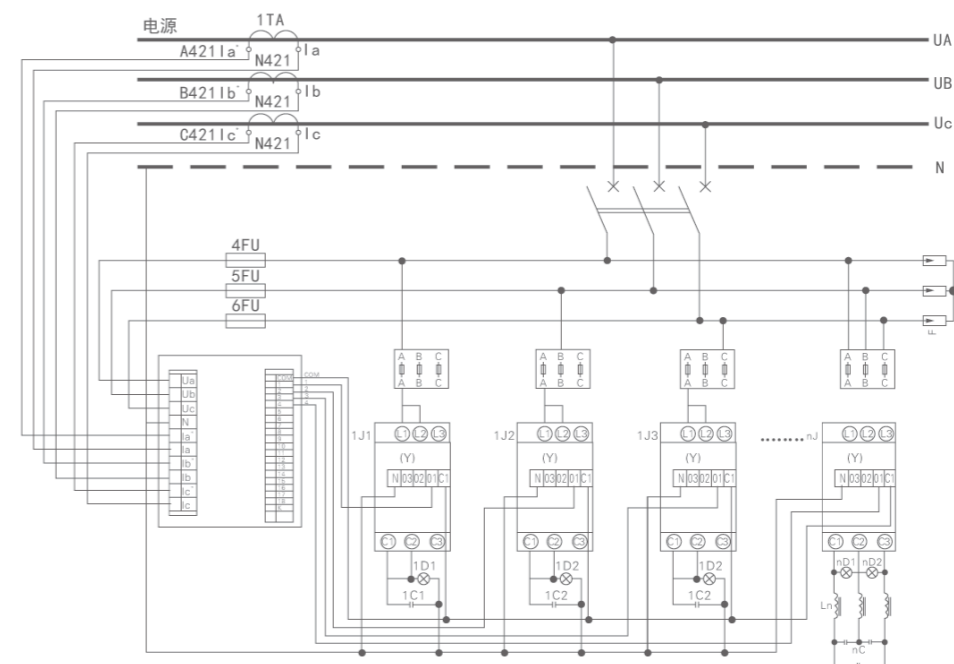 电源
1TA
UA
A421Ia*
N421
Ia
UB
B421Ib*
N421
Ib
Uc
C421Ic*
N421
Ic
N
4FU
5FU
6FU
F
A B C
A B C
A B C
A B C
A B C
A B C
A B C
A B C
Ua
Ub
Uc
N
Ia*
Ia
Ib*
Ib
Ic*
Ic
COM
COM
1J1
L1 L2 L3
(Y)
N 03 02 01 C1
C1 C2 C3
1D1
1C1
1J2
L1 L2 L3
(Y)
N 03 02 01 C1
C1 C2 C3
1D2
1C2
1J3
L1 L2 L3
(Y)
N 03 02 01 C1
C1 C2 C3
1D2
1C2
········nJ
L1 L2 L3
(Y)
N 03 02 01 C1
C1 C2 C3
nD1 nD2
Ln
nC